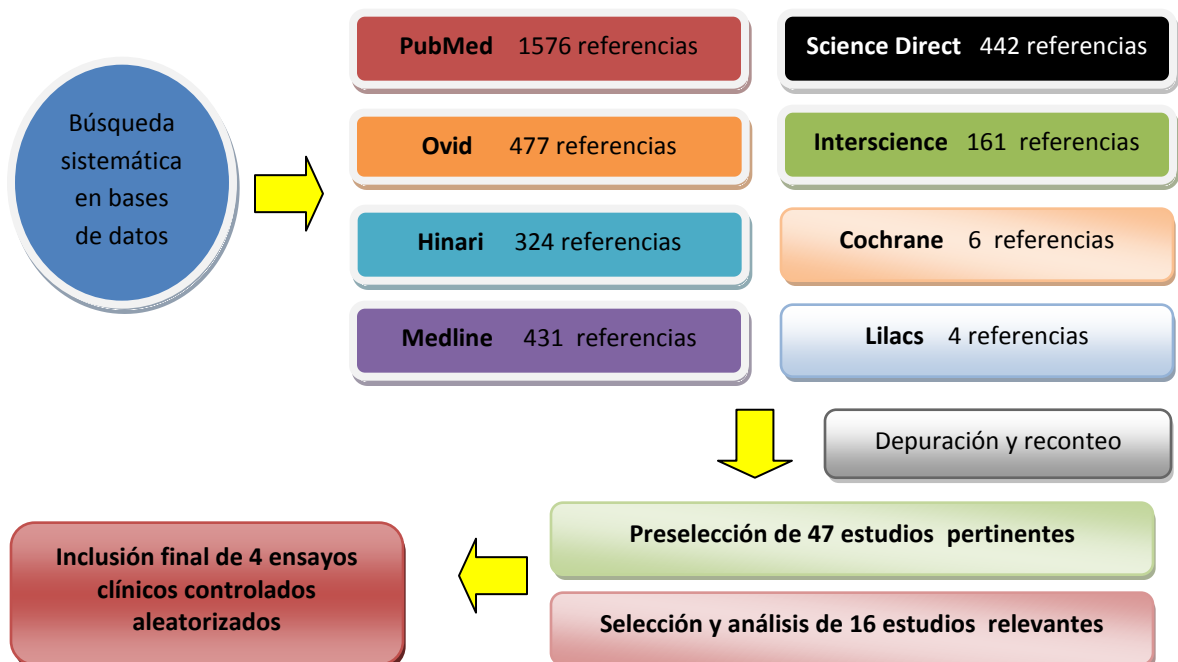 Búsqueda
sistemática
en bases
de datos
PubMed 1576 referencias
Science Direct 442 referencias
Ovid 477 referencias
Interscience 161 referencias
Hinari 324 referencias
Cochrane 6 referencias
Medline 431 referencias
Lilacs 4 referencias
Depuración y reconteo
Preselección de 47 estudios pertinentes
Selección y análisis de 16 estudios relevantes
Inclusión final de 4 ensayos
clínicos controlados
aleatorizados